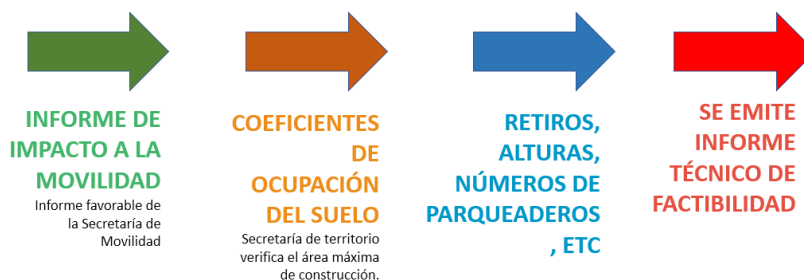 INFORME DE
IMPACTO A LA
MOVILIDAD
Informe favorable de
la Secretaría de
Movilidad
COEFICIENTES
DE
OCUPACIÓN
DEL SUELO
Secretaría de territorio
verifica el área máxima
de construcción.
RETIROS,
ALTURAS,
NÚMEROS DE
PARQUEADEROS
, ETC
SE EMITE
INFORME
TÉCNICO DE
FACTIBILIDAD